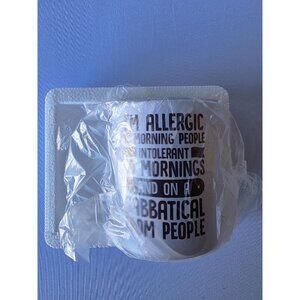 'M ALLERGIC
MORNING PEOPLE
INTOLERANT
MORNINGS
AND ON A
ABBATICAL
OM PEOPLE